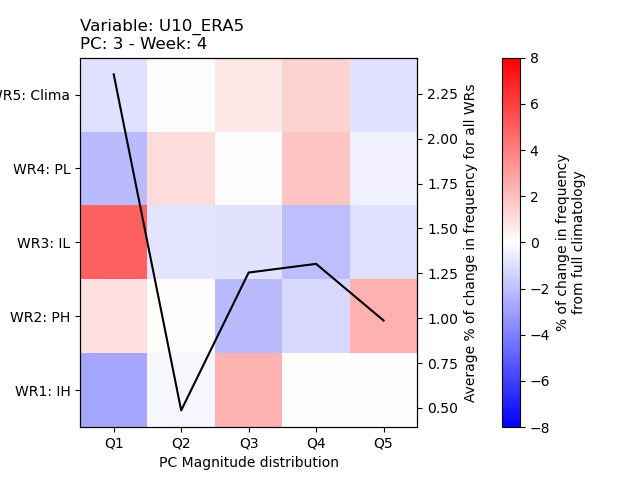 Variable: U10_ERA5
PC: 3 - Week: 4
WR5: Clima
WR4: PL
WR3: IL
WR2: PH
WR1: IH
Q1 Q2 Q3 Q4 Q5
PC Magnitude distribution
2.25
2.00
1.75
1.50
1.25
1.00
0.75
0.50
Average % of change in frequency for all WRs
8
6
4
2
0
−2
−4
−6
−8
% of change in frequency
from full climatology